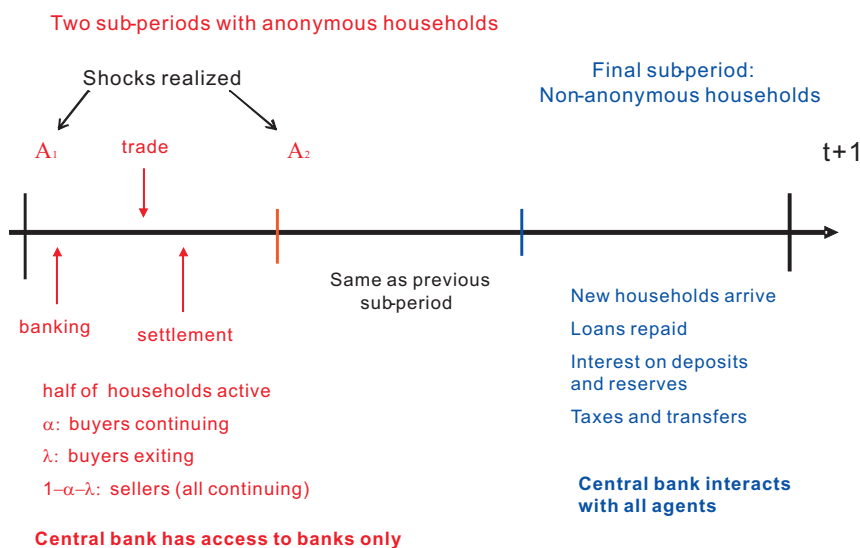 Two sub-periods with anonymous households
Shocks realized
Final sub-period:
Non-anonymous households
A₁
trade
A₂
t+1
banking
settlement
Same as previous
sub-period
New households arrive
Loans repaid
Interest on deposits
and reserves
Taxes and transfers
half of households active
α: buyers continuing
λ: buyers exiting
1–α–λ: sellers (all continuing)
Central bank has access to banks only
Central bank interacts
with all agents